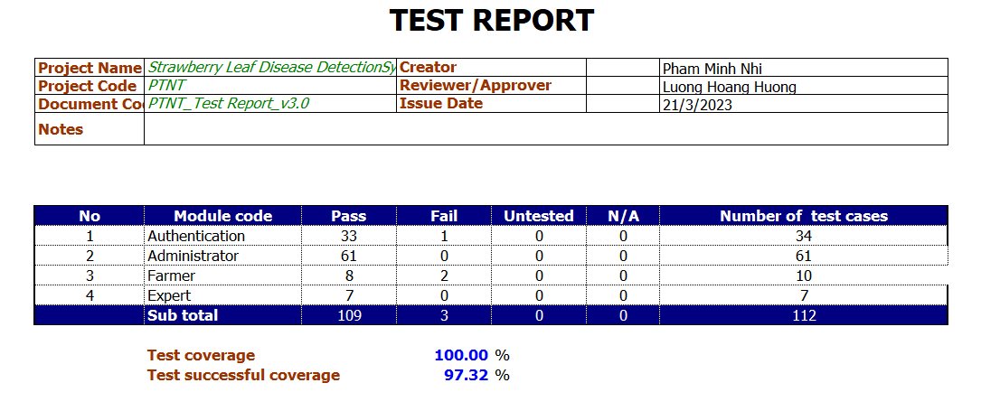 TEST REPORT
Project Name Strawberry Leaf Disease DetectionSy Creator Pham Minh Nhi
Project Code PTNT Reviewer/Approver Luong Hoang Huong
Document Co PTNT_Test Report_v3.0 Issue Date 21/3/2023
Notes
No Module code Pass Fail Untested N/A Number of test cases
1 Authentication 33 1 0 0 34
2 Administrator 61 0 0 0 61
3 Farmer 8 2 0 0 10
4 Expert 7 0 0 0 7
Sub total 109 3 0 0 112
Test coverage 100.00 %
Test successful coverage 97.32 %